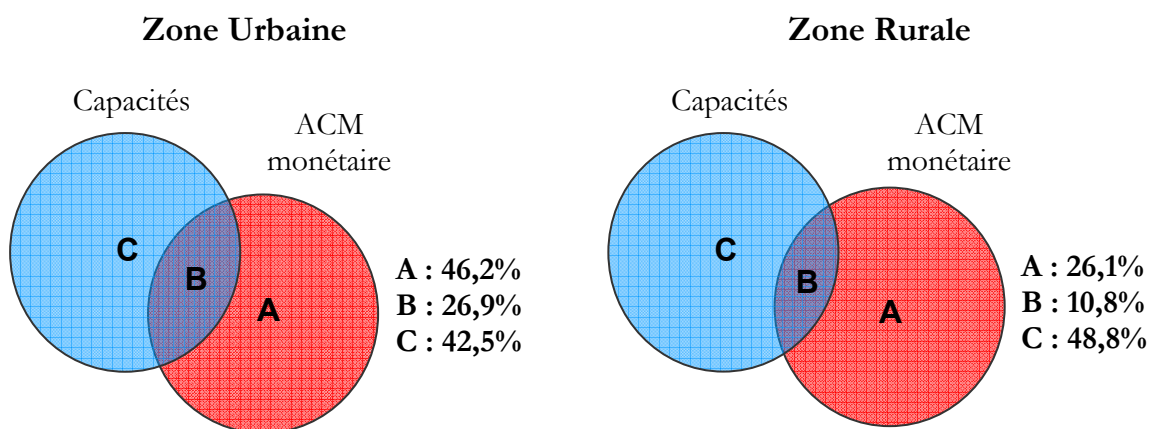 Zone Urbaine
Capacités
ACM
monétaire
C
B
A
A : 46,2%
B : 26,9%
C : 42,5%
Zone Rurale
Capacités
ACM
monétaire
C
B
A
A : 26,1%
B : 10,8%
C : 48,8%